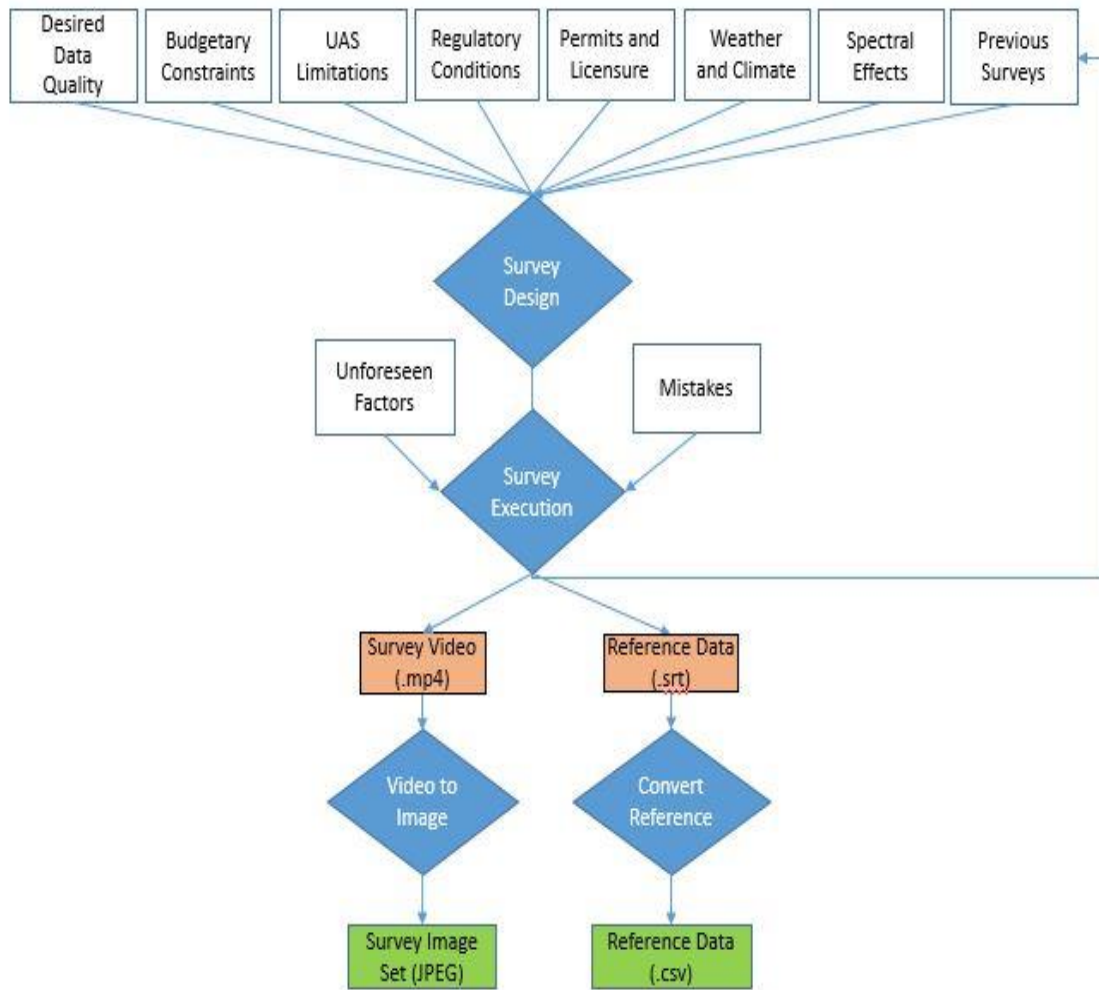 Desired
Data
Quality
Budgetary
Constraints
UAS
Limitations
Regulatory
Conditions
Permits and
Licensure
Weather
and Climate
Spectral
Effects
Previous
Surveys
Survey
Design
Unforeseen
Factors
Mistakes
Survey
Execution
Survey Video
(.mp4)
Reference Data
(.srt)
Video to
Image
Convert
Reference
Survey Image
Set (JPEG)
Reference Data
(.csv)